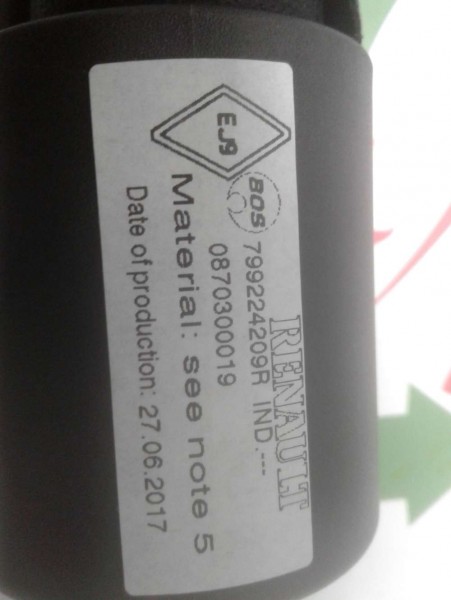 RENAULT
EJ9
BOS 799224209R IND.---
0870300019
Material: see note 5
Date of production: 27.06.2017